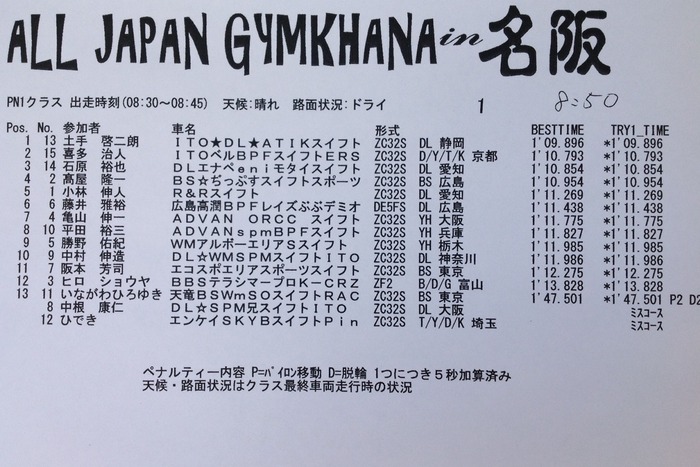 ALL JAPAN GYMKHANA in 名阪
PN1クラス 出走時刻(08:30～08:45) 天候:晴れ 路面状況:ドライ 1 8:50
Pos. No. 参加者 車名 形式 BESTTIME TRY1_TIME
1 13 土手 啓二朗 ITO★DL★ATIKスイフト ZC32S DL 静岡 1'09.896 *1'09.896
2 15 喜多 治人 ITOベルBPFスイフトERS ZC32S D/Y/T/K 京都 1'10.793 *1'10.793
3 14 石原 裕也 DLエナペeniモタイスイフト ZC32S DL 愛知 1'10.854 *1'10.854
4 2 髙屋 隆一 BS☆ぢっぷすスイフトスポーツ ZC32S BS 広島 1'10.954 *1'10.954
5 1 小林 伸人 R&Rスイフト ZC32S DL 愛知 1'11.269 *1'11.269
6 6 藤井 雅裕 広島高潤BPFレイズぶぶデミオ DE5FS DL 広島 1'11.438 *1'11.438
7 4 亀山 伸一 ADVAN ORCC スイフト ZC32S YH 大阪 1'11.775 *1'11.775
8 10 平田 裕三 ADVANspmBPFスイフト ZC32S YH 兵庫 1'11.827 *1'11.827
9 5 勝野 佑紀 WMアルボーエリアSスイフト ZC32S YH 栃木 1'11.985 *1'11.985
10 9 中村 伸造 DL☆WMSPMスイフトITO ZC32S DL 神奈川 1'11.986 *1'11.986
11 7 阪本 芳司 エコスポエリアスポーツスイフト ZC32S BS 東京 1'12.275 *1'12.275
12 3 ヒロ ショウヤ BBSテラシマープロK-CRZ ZF2 B/D/G 富山 1'13.828 *1'13.828
13 11 いながわひろゆき 天竜BSWmSOスイフトRAC ZC32S BS 東京 1'47.501 *1'47.501 P2 D2
8 中根 康仁 DL☆SPM兄スイフトITO ZC32S DL 大阪 ミスコース
12 ひでき エンケイSKYBスイフトPin ZC32S T/Y/D/K 埼玉 ミスコース
ペナルティー内容 P=パイロン移動 D=脱輪 1つにつき5秒加算済み
天候・路面状況はクラス最終車両走行時の状況